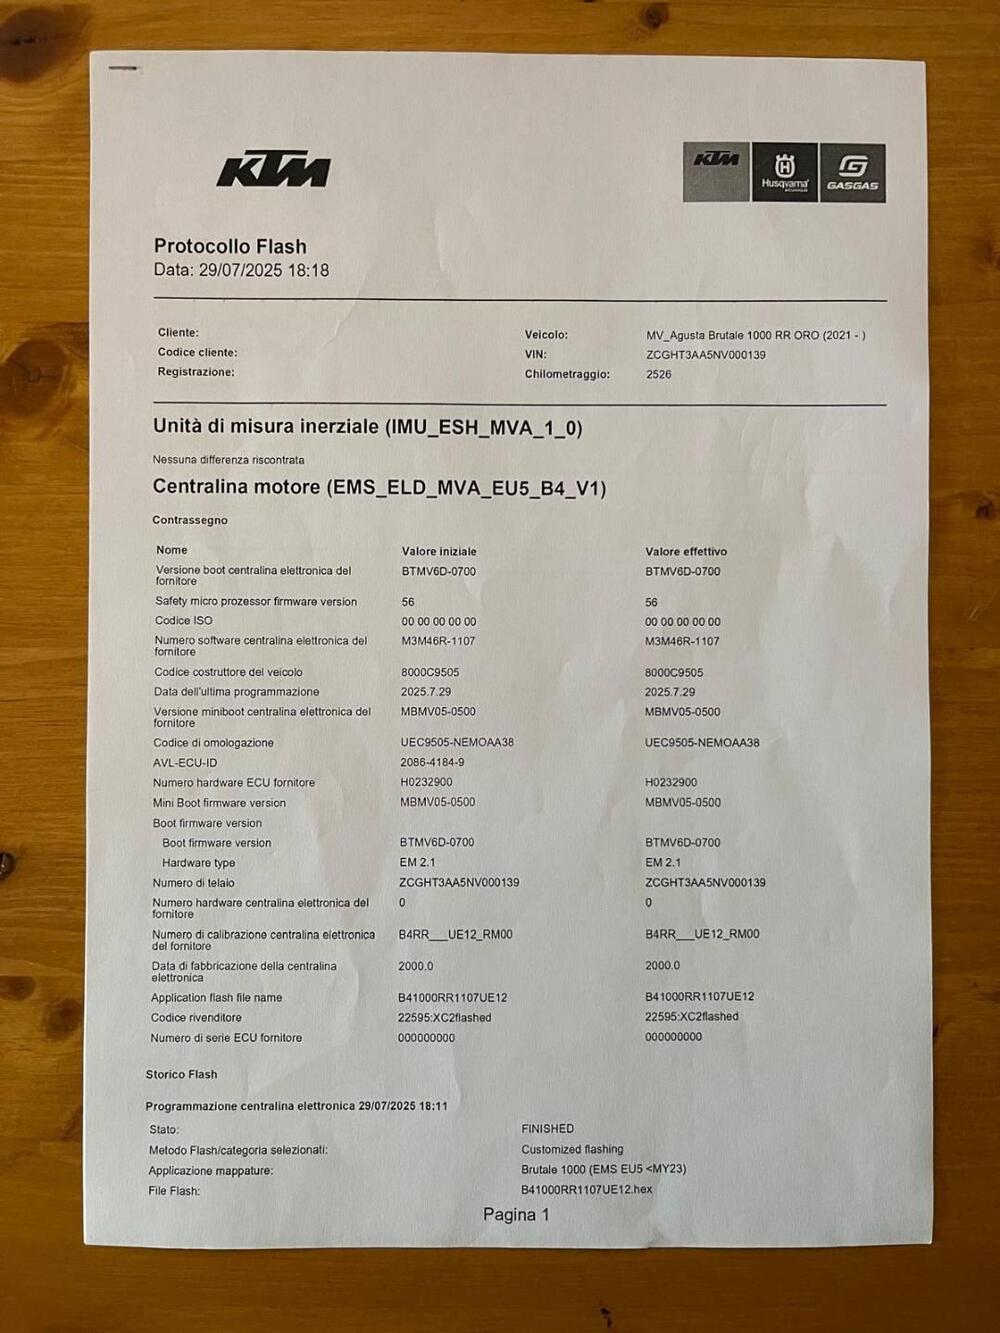 KTM
KTM Husqvarna GASGAS
Protocollo Flash
Data: 29/07/2025 18:18
Cliente: Veicolo: MV_Agusta Brutale 1000 RR ORO (2021 - )
Codice cliente: VIN: ZCGHT3AA5NV000139
Registrazione: Chilometraggio: 2526
Unità di misura inerziale (IMU_ESH_MVA_1_0)
Nessuna differenza riscontrata
Centralina motore (EMS_ELD_MVA_EU5_B4_V1)
Contrassegno
Nome Valore iniziale Valore effettivo
Versione boot centralina elettronica del BTMV6D-0700 BTMV6D-0700
fornitore
Safety micro prozessor firmware version 56 56
Codice ISO 00 00 00 00 00 00 00 00 00 00
Numero software centralina elettronica del M3M46R-1107 M3M46R-1107
fornitore
Codice costruttore del veicolo 8000C9505 8000C9505
Data dell'ultima programmazione 2025.7.29 2025.7.29
Versione miniboot centralina elettronica del MBMV05-0500 MBMV05-0500
fornitore
Codice di omologazione UEC9505-NEMOAA38 UEC9505-NEMOAA38
AVL-ECU-ID 2086-4184-9
Numero hardware ECU fornitore H0232900 H0232900
Mini Boot firmware version MBMV05-0500 MBMV05-0500
Boot firmware version
Boot firmware version BTMV6D-0700 BTMV6D-0700
Hardware type EM 2.1 EM 2.1
Numero di telaio ZCGHT3AA5NV000139 ZCGHT3AA5NV000139
Numero hardware centralina elettronica del 0 0
fornitore
Numero di calibrazione centralina elettronica B4RR___UE12_RM00 B4RR___UE12_RM00
del fornitore
Data di fabbricazione della centralina 2000.0 2000.0
elettronica
Application flash file name B41000RR1107UE12 B41000RR1107UE12
Codice rivenditore 22595:XC2flashed 22595:XC2flashed
Numero di serie ECU fornitore 000000000 000000000
Storico Flash
Programmazione centralina elettronica 29/07/2025 18:11
Stato: FINISHED
Metodo Flash/categoria selezionati: Customized flashing
Applicazione mappature: Brutale 1000 (EMS EU5 <MY23)
File Flash: B41000RR1107UE12.hex
Pagina 1